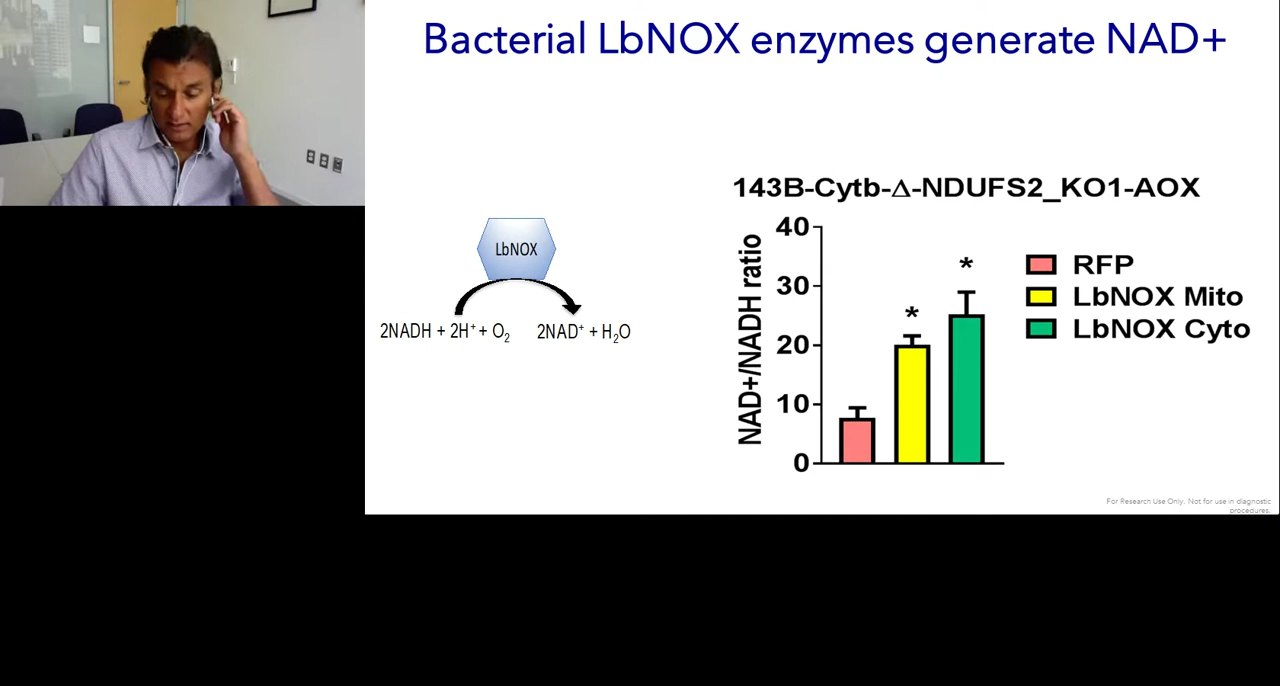 Bacterial LbNOX enzymes generate NAD+
LbNOX
2NADH + 2H⁺ + O₂
2NAD⁺ + H₂O
143B-Cytb-Δ-NDUFS2_KO1-AOX
NAD+/NADH ratio
40
30
20
10
0
*
*
RFP
LbNOX Mito
LbNOX Cyto
For Research Use Only. Not for use in diagnostic
procedures.